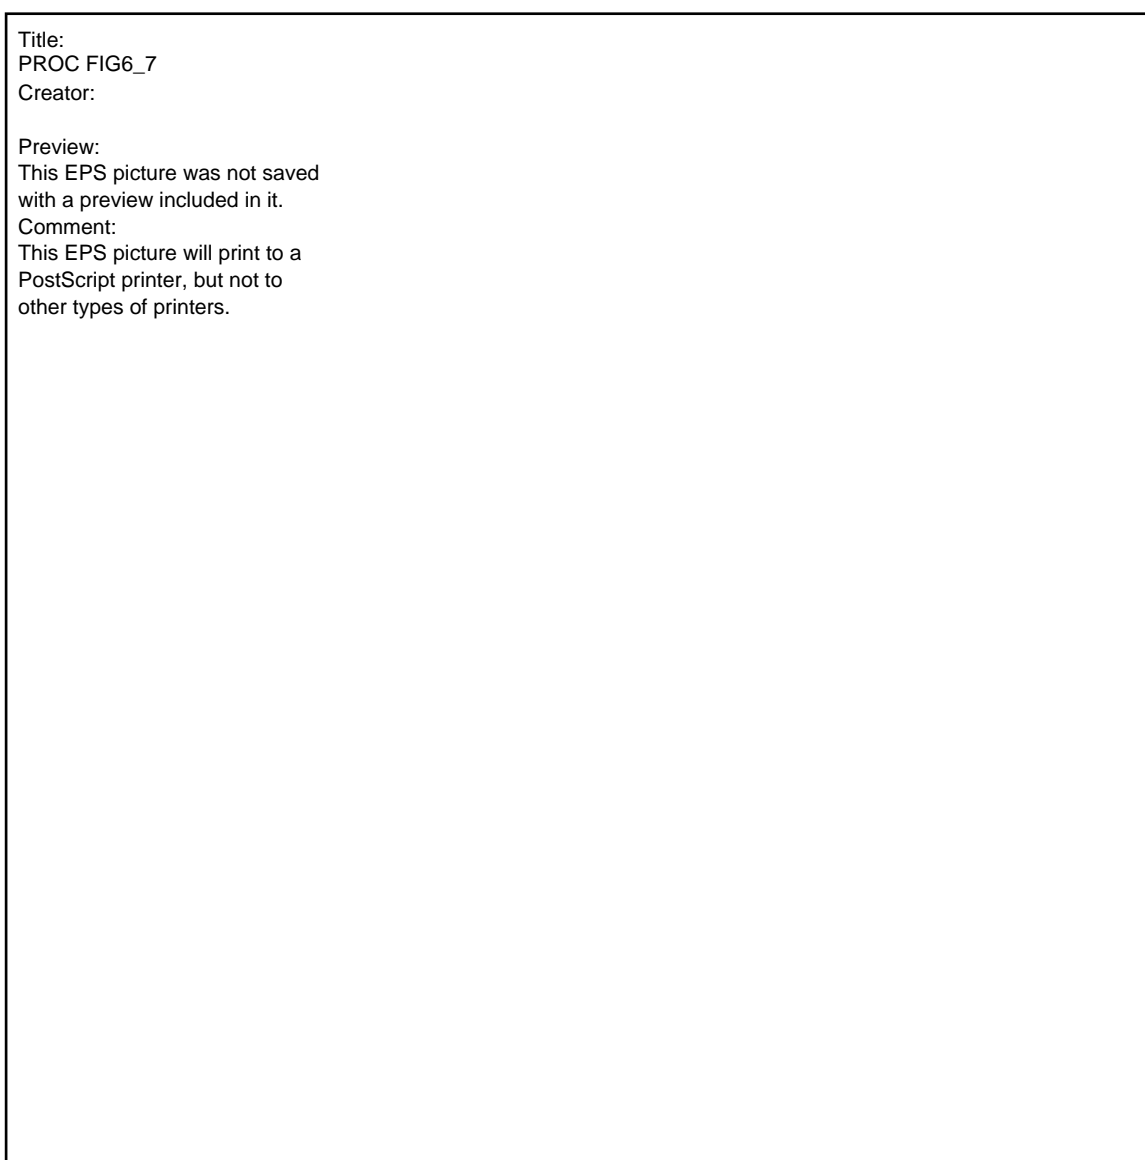 Title:
PROC FIG6_7
Creator:
Preview:
This EPS picture was not saved
with a preview included in it.
Comment:
This EPS picture will print to a
PostScript printer, but not to
other types of printers.